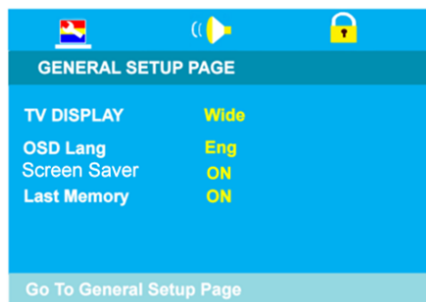 GENERAL SETUP PAGE
TV DISPLAY Wide
OSD Lang Eng
Screen Saver ON
Last Memory ON
Go To General Setup Page